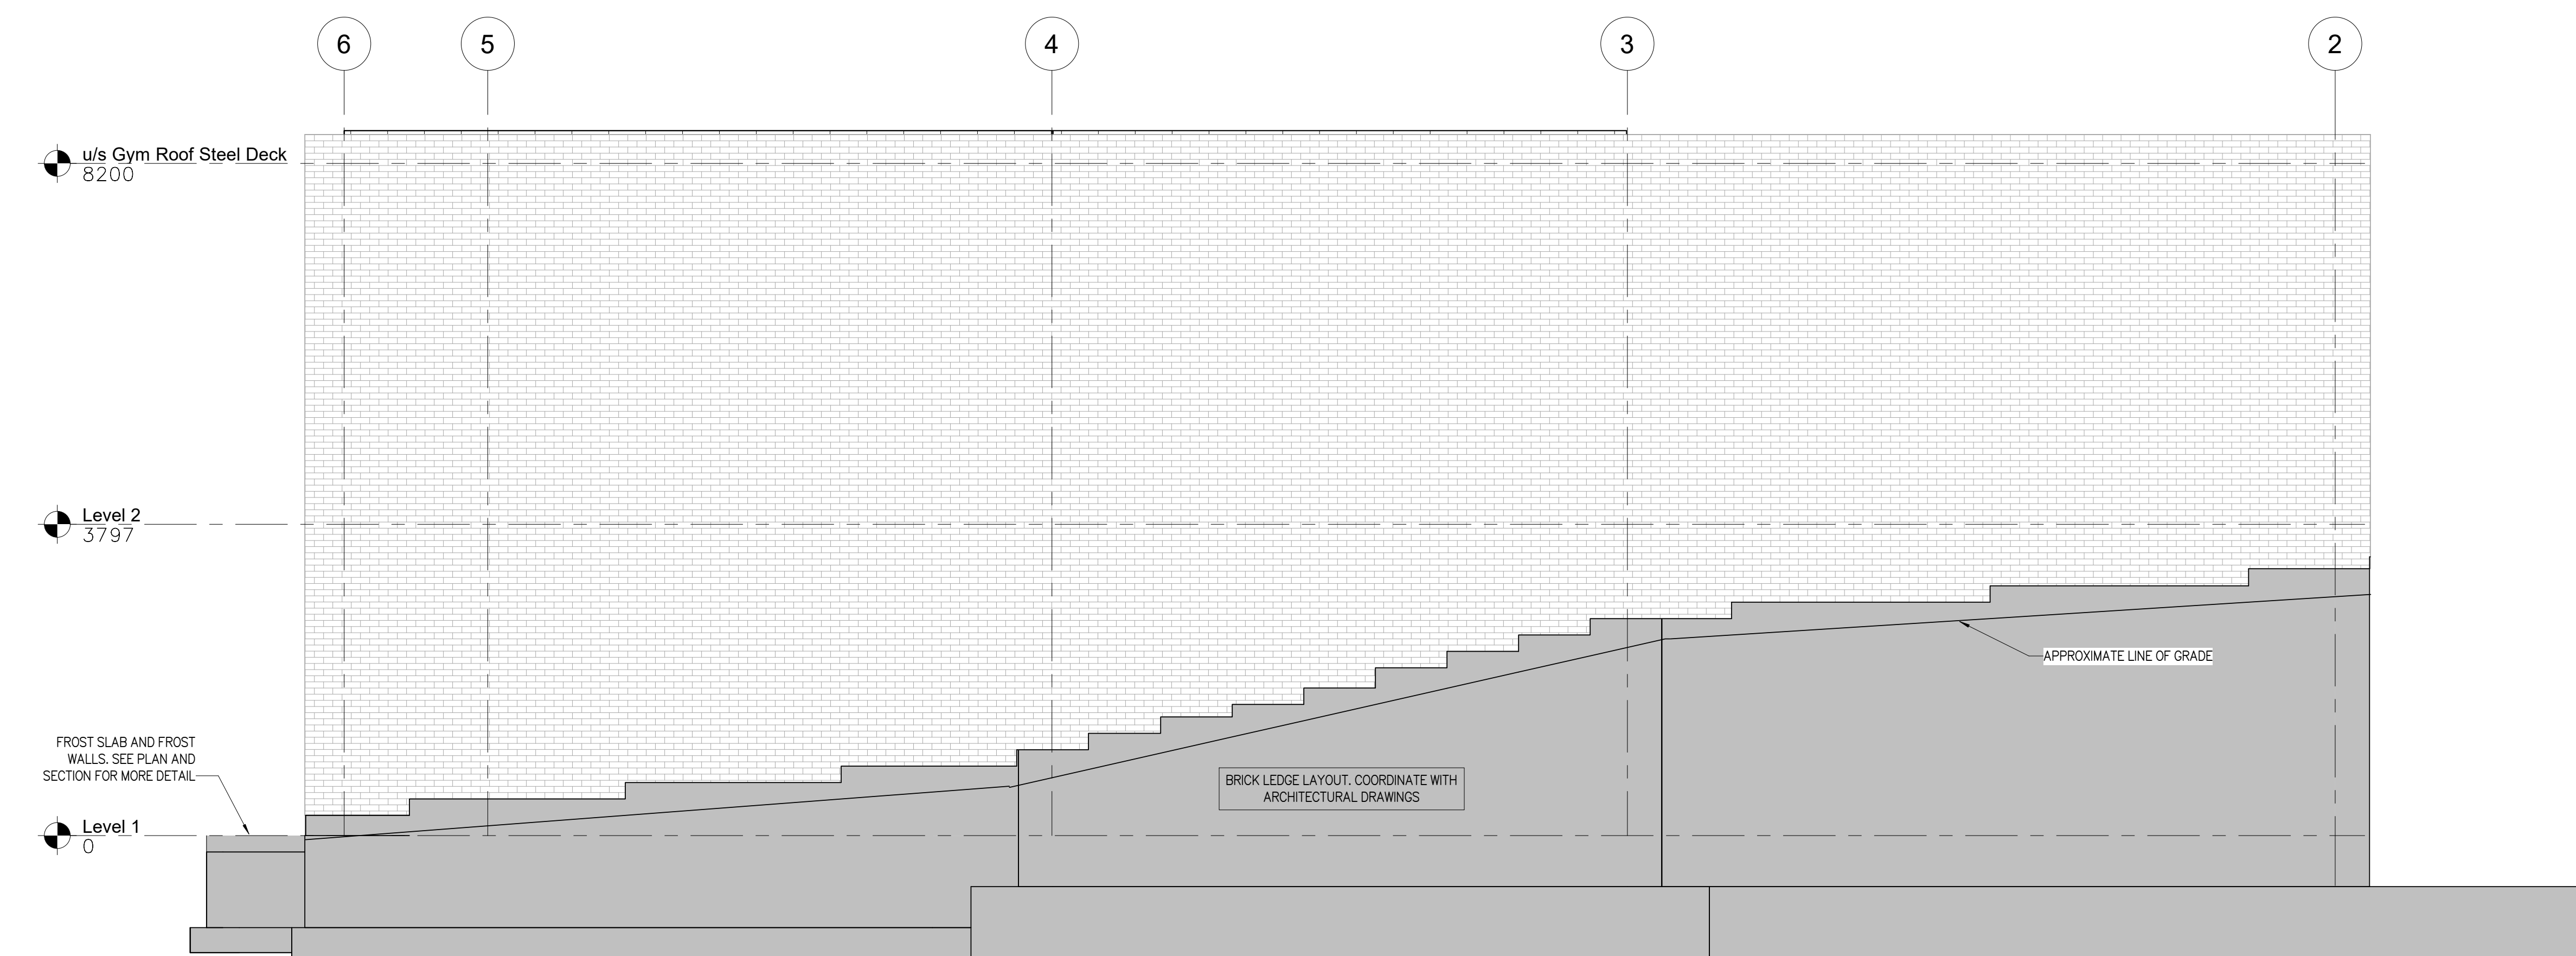 6
5
4
3
2
u/s Gym Roof Steel Deck
8200
Level 2
3797
APPROXIMATE LINE OF GRADE
FROST SLAB AND FROST
WALLS. SEE PLAN AND
SECTION FOR MORE DETAIL
BRICK LEDGE LAYOUT. COORDINATE WITH
ARCHITECTURAL DRAWINGS
Level 1
0